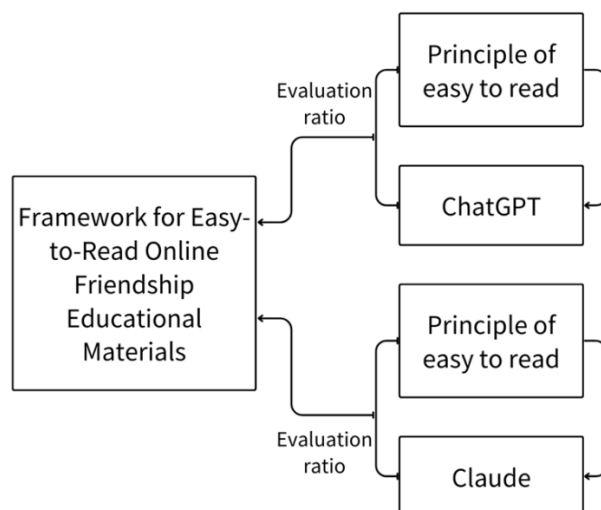 Principle of
easy to read
Evaluation
ratio
ChatGPT
Framework for Easy-
to-Read Online
Friendship
Educational
Materials
Principle of
easy to read
Evaluation
ratio
Claude